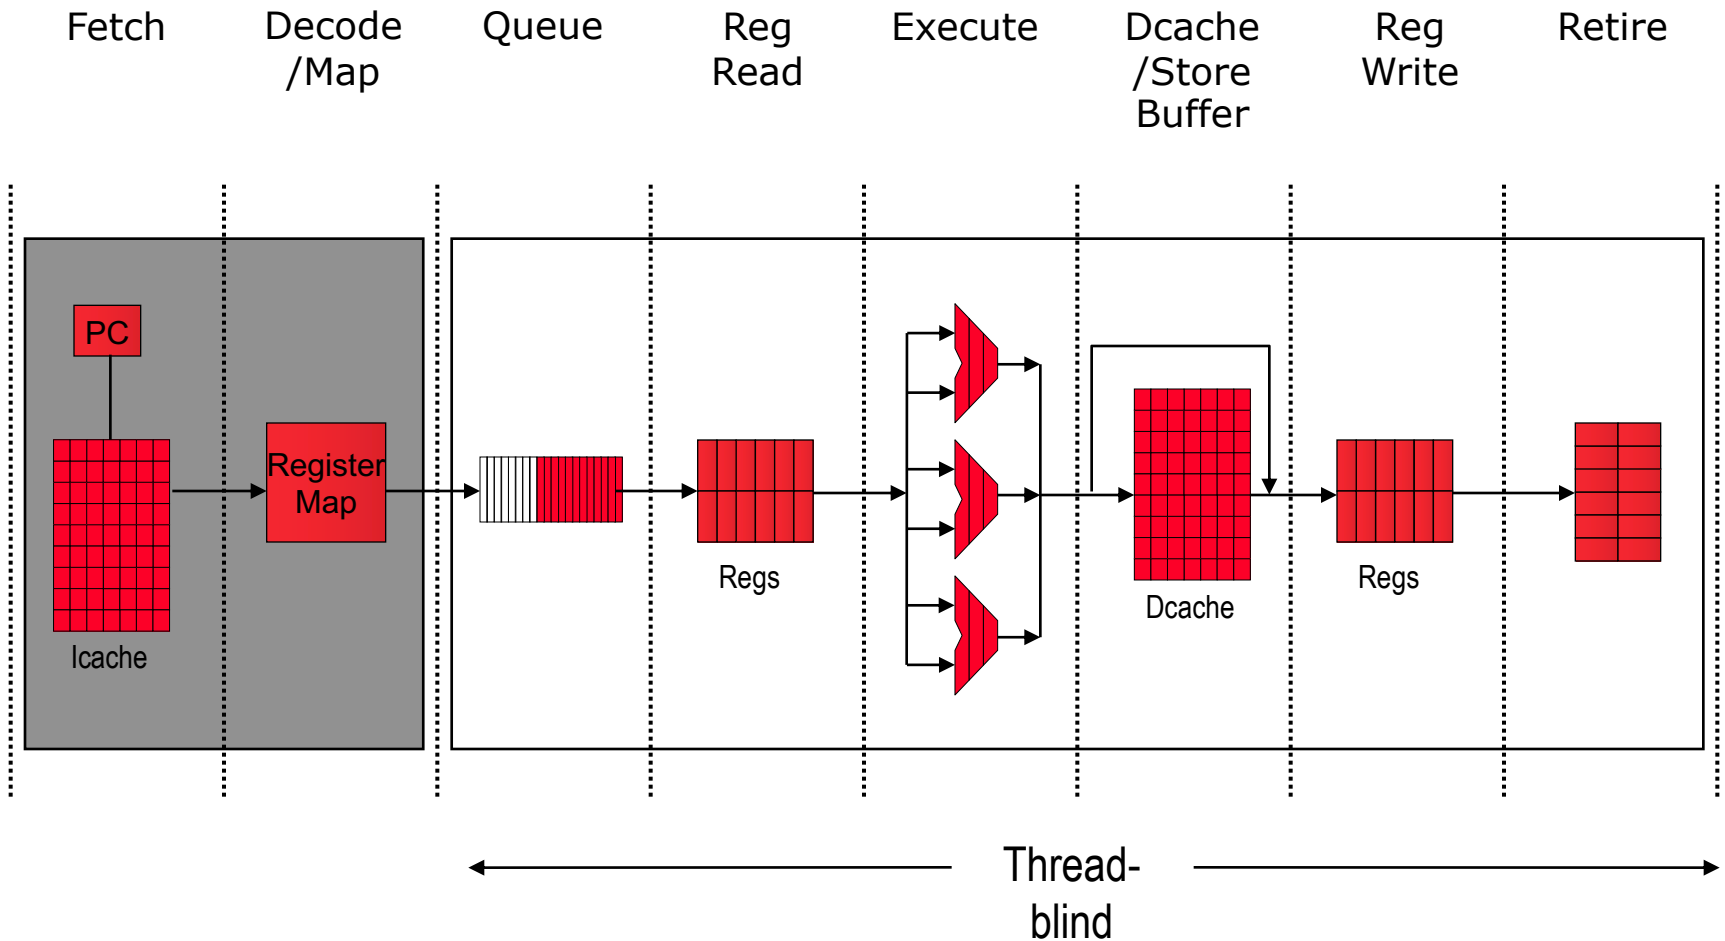 Fetch
Decode
/Map
Queue
Reg
Read
Execute
Dcache
/Store
Buffer
Reg
Write
Retire
PC
Register
Map
Icache
Regs
Dcache
Regs
Thread-
blind